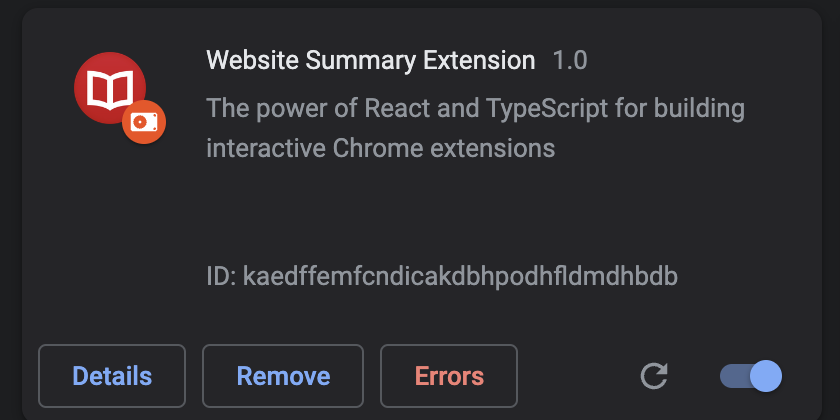 Website Summary Extension 1.0
The power of React and TypeScript for building
interactive Chrome extensions
ID: kaedffemfcndicakdbhpodhfldmdhbdb
Details Remove Errors